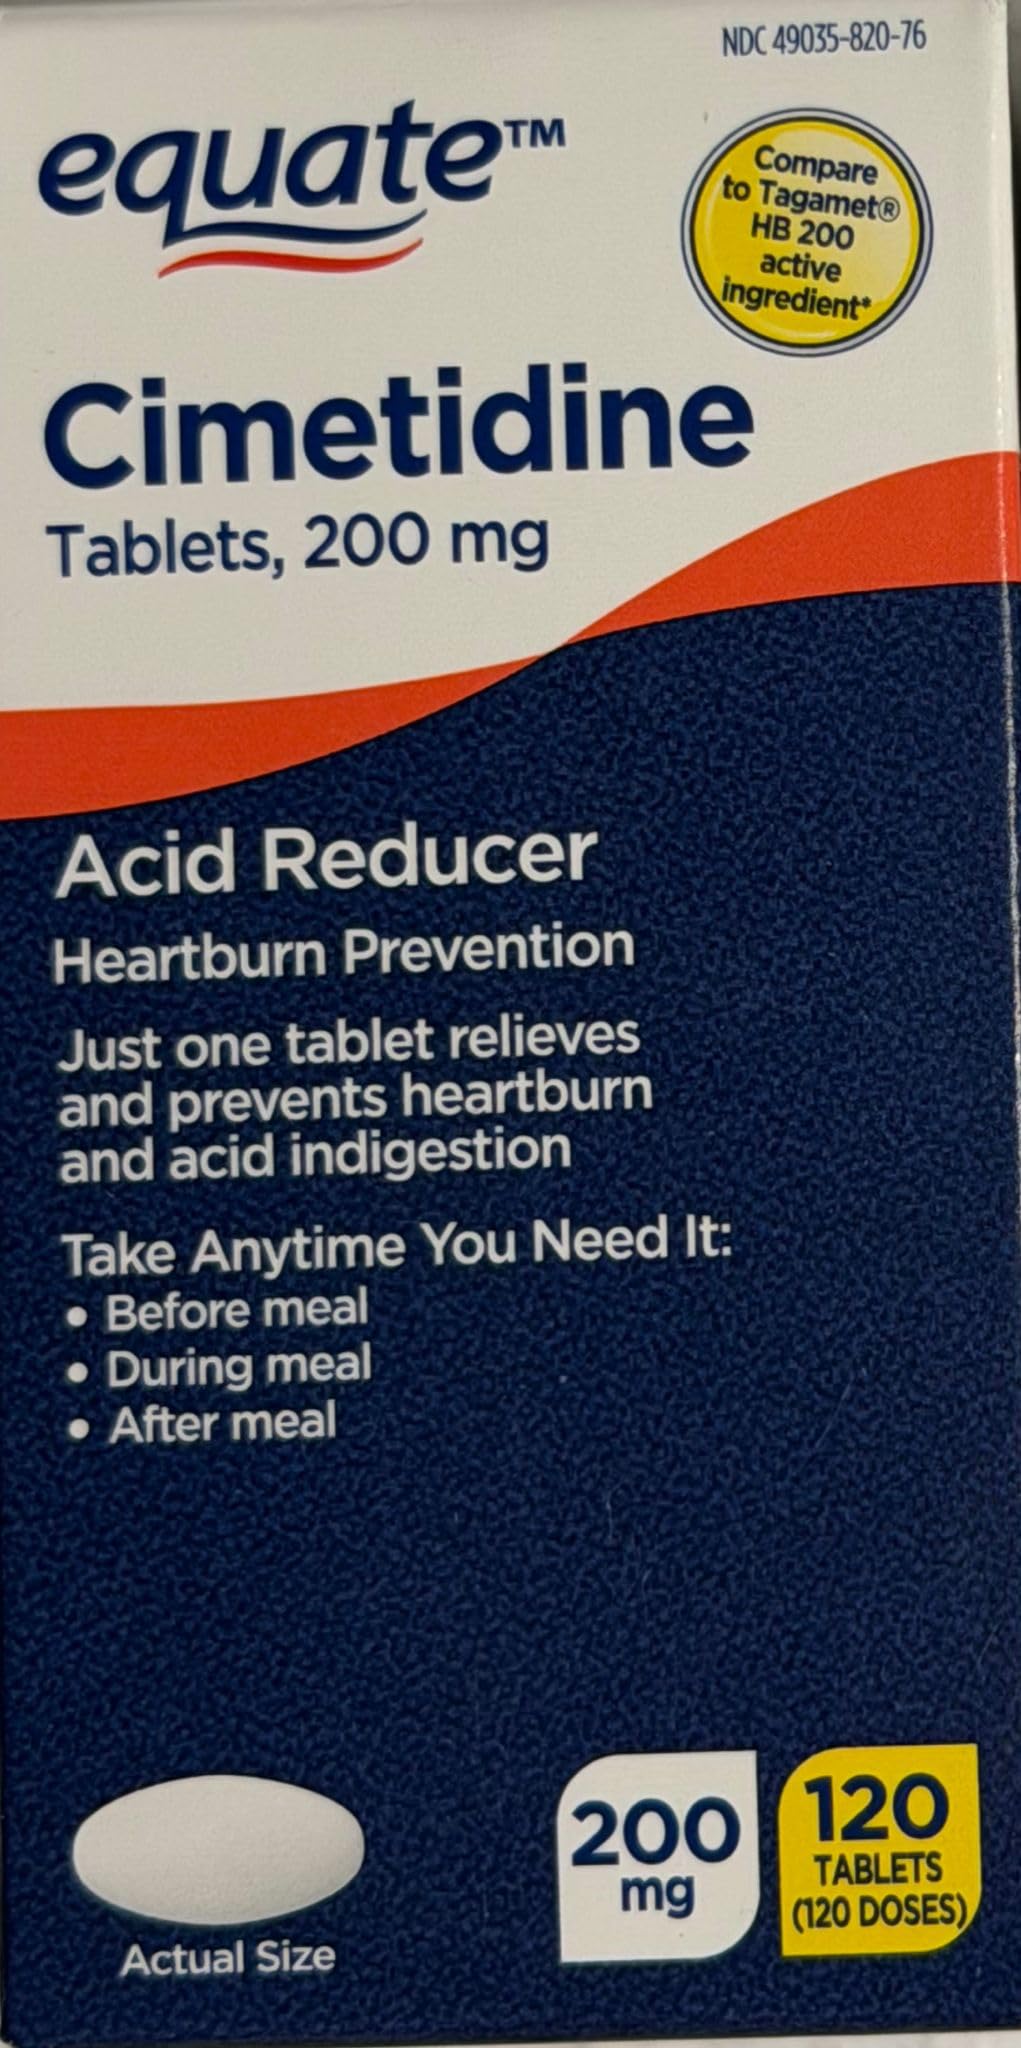 NDC 49035-820-76
equate™
Compare
to Tagamet®
HB 200
active
ingredient*
Cimetidine
Tablets, 200 mg
Acid Reducer
Heartburn Prevention
Just one tablet relieves
and prevents heartburn
and acid indigestion
Take Anytime You Need It:
• Before meal
• During meal
• After meal
Actual Size
200
mg
120
TABLETS
(120 DOSES)